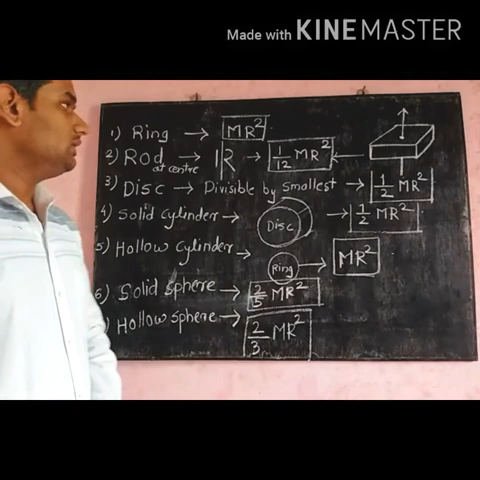 Made with KINEMASTER
1) Ring → MR²
2) Rod at centre → 12 → 1/12 MR² ←
3) Disc → Divisible by smallest → 1/2 MR²
4) Solid cylinder → Disc → 1/2 MR²
5) Hollow cylinder → Ring → MR²
6) Solid sphere → 2/5 MR²
) Hollow sphere → 2/3 MR²